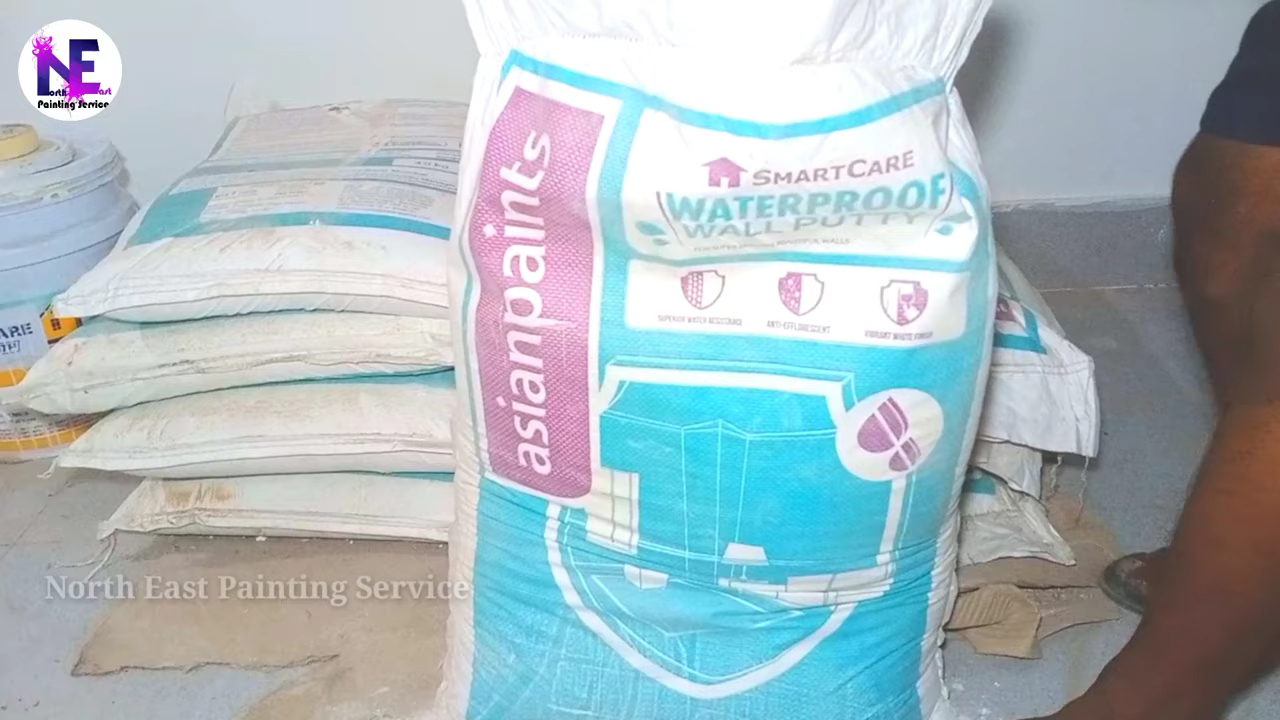 NE
North East
Painting Service
asianpaints
SMARTCARE
WATERPROOF
WALL PUTTY
SUPERIOR WATER RESISTANCE
ANTI-EFFLORESCENT
VIBRANT WHITE FINISH
ARE
North East Painting Service